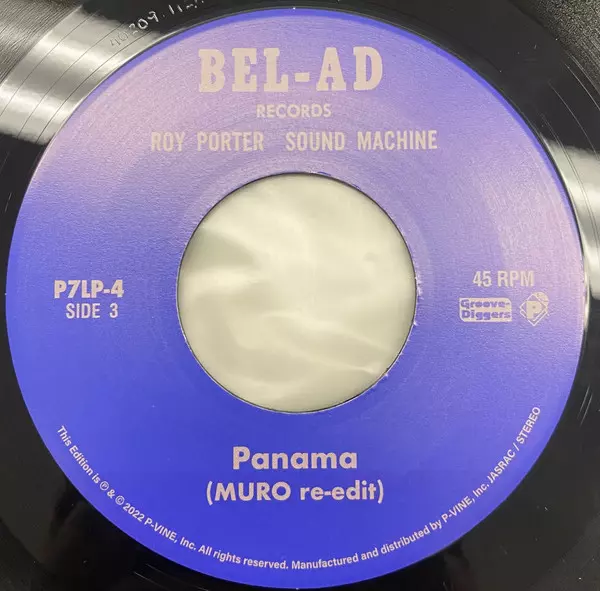 BEL-AD
RECORDS
ROY PORTER SOUND MACHINE
P7LP-4
SIDE 3
45 RPM
Groove-
Diggers
P
Panama
(MURO re-edit)
This Edition is ℗ & © 2022 P-VINE, Inc. All rights reserved. Manufactured and distributed by P-VINE, Inc. JASRAC / STEREO